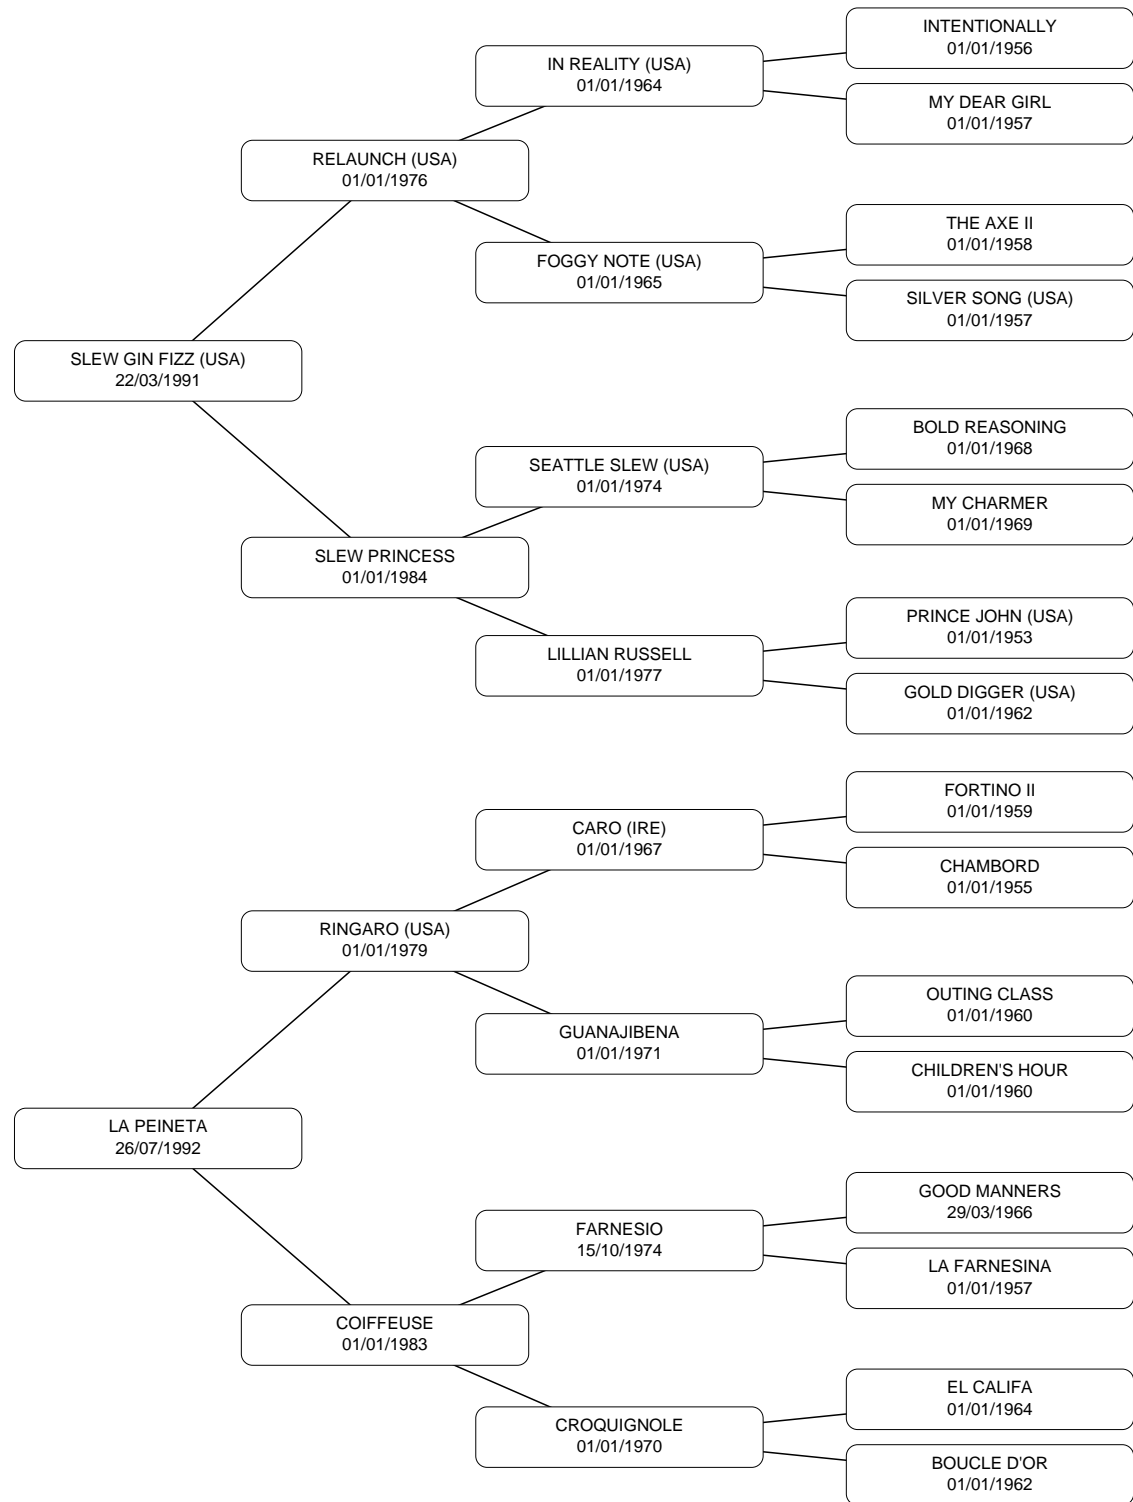 INTENTIONALLY
01/01/1956
IN REALITY (USA)
01/01/1964
MY DEAR GIRL
01/01/1957
RELAUNCH (USA)
01/01/1976
THE AXE II
01/01/1958
FOGGY NOTE (USA)
01/01/1965
SILVER SONG (USA)
01/01/1957
SLEW GIN FIZZ (USA)
22/03/1991
BOLD REASONING
01/01/1968
SEATTLE SLEW (USA)
01/01/1974
MY CHARMER
01/01/1969
SLEW PRINCESS
01/01/1984
PRINCE JOHN (USA)
01/01/1953
LILLIAN RUSSELL
01/01/1977
GOLD DIGGER (USA)
01/01/1962
FORTINO II
01/01/1959
CARO (IRE)
01/01/1967
CHAMBORD
01/01/1955
RINGARO (USA)
01/01/1979
OUTING CLASS
01/01/1960
GUANAJIBENA
01/01/1971
CHILDREN'S HOUR
01/01/1960
LA PEINETA
26/07/1992
GOOD MANNERS
29/03/1966
FARNESIO
15/10/1974
LA FARNESINA
01/01/1957
COIFFEUSE
01/01/1983
EL CALIFA
01/01/1964
CROQUIGNOLE
01/01/1970
BOUCLE D'OR
01/01/1962